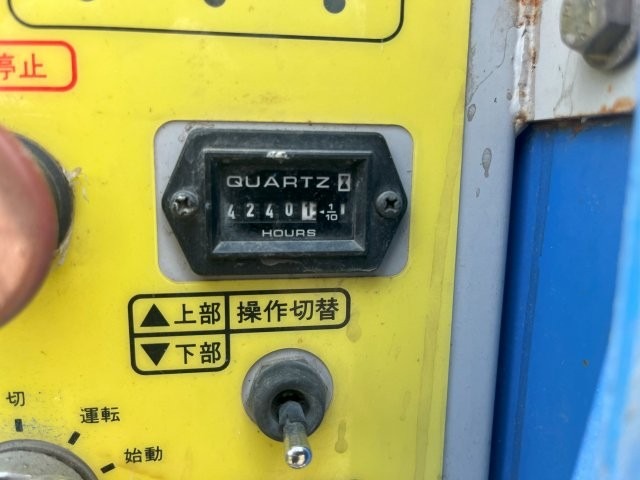 停止
QUARTZ
42401 1/10
HOURS
▲上部 操作切替
▼下部
切
運転
始動